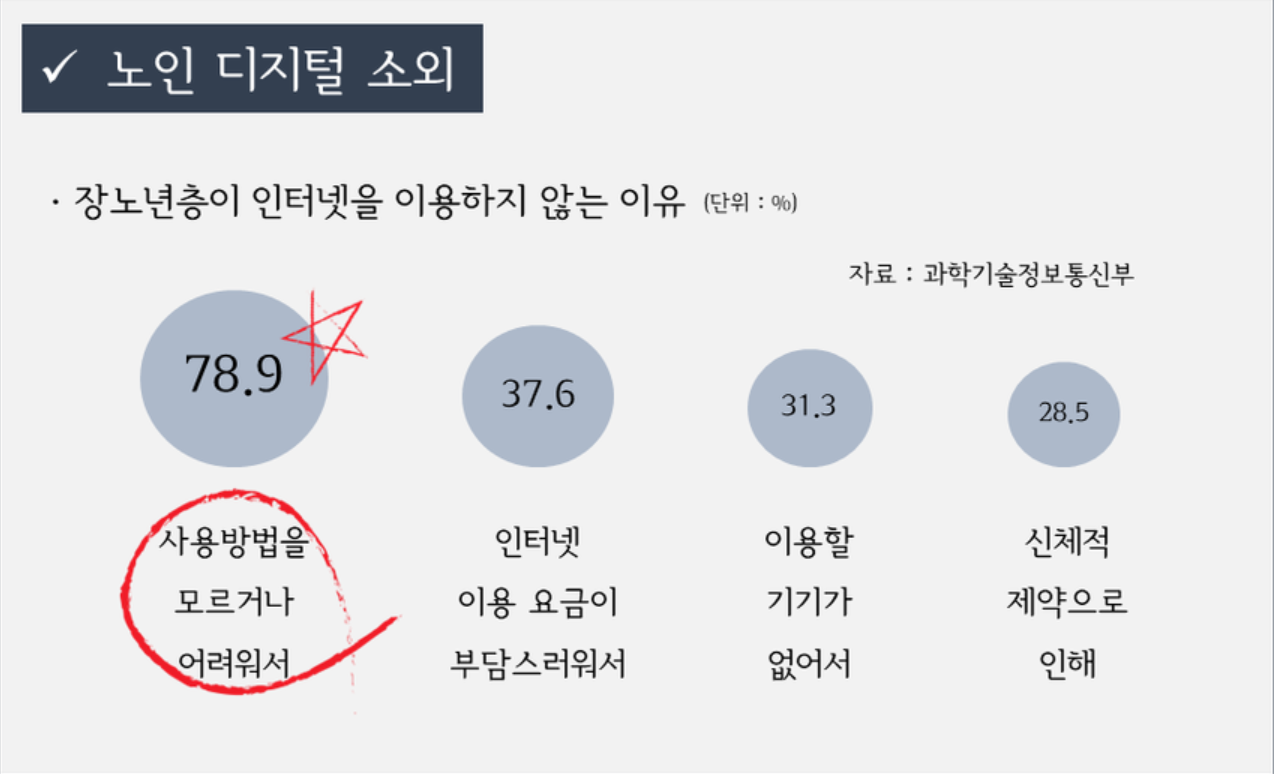 ✓ 노인 디지털 소외
· 장노년층이 인터넷을 이용하지 않는 이유 (단위 : %)
자료 : 과학기술정보통신부
78.9
37.6
31.3
28.5
사용방법을
모르거나
어려워서
인터넷
이용 요금이
부담스러워서
이용할
기기가
없어서
신체적
제약으로
인해